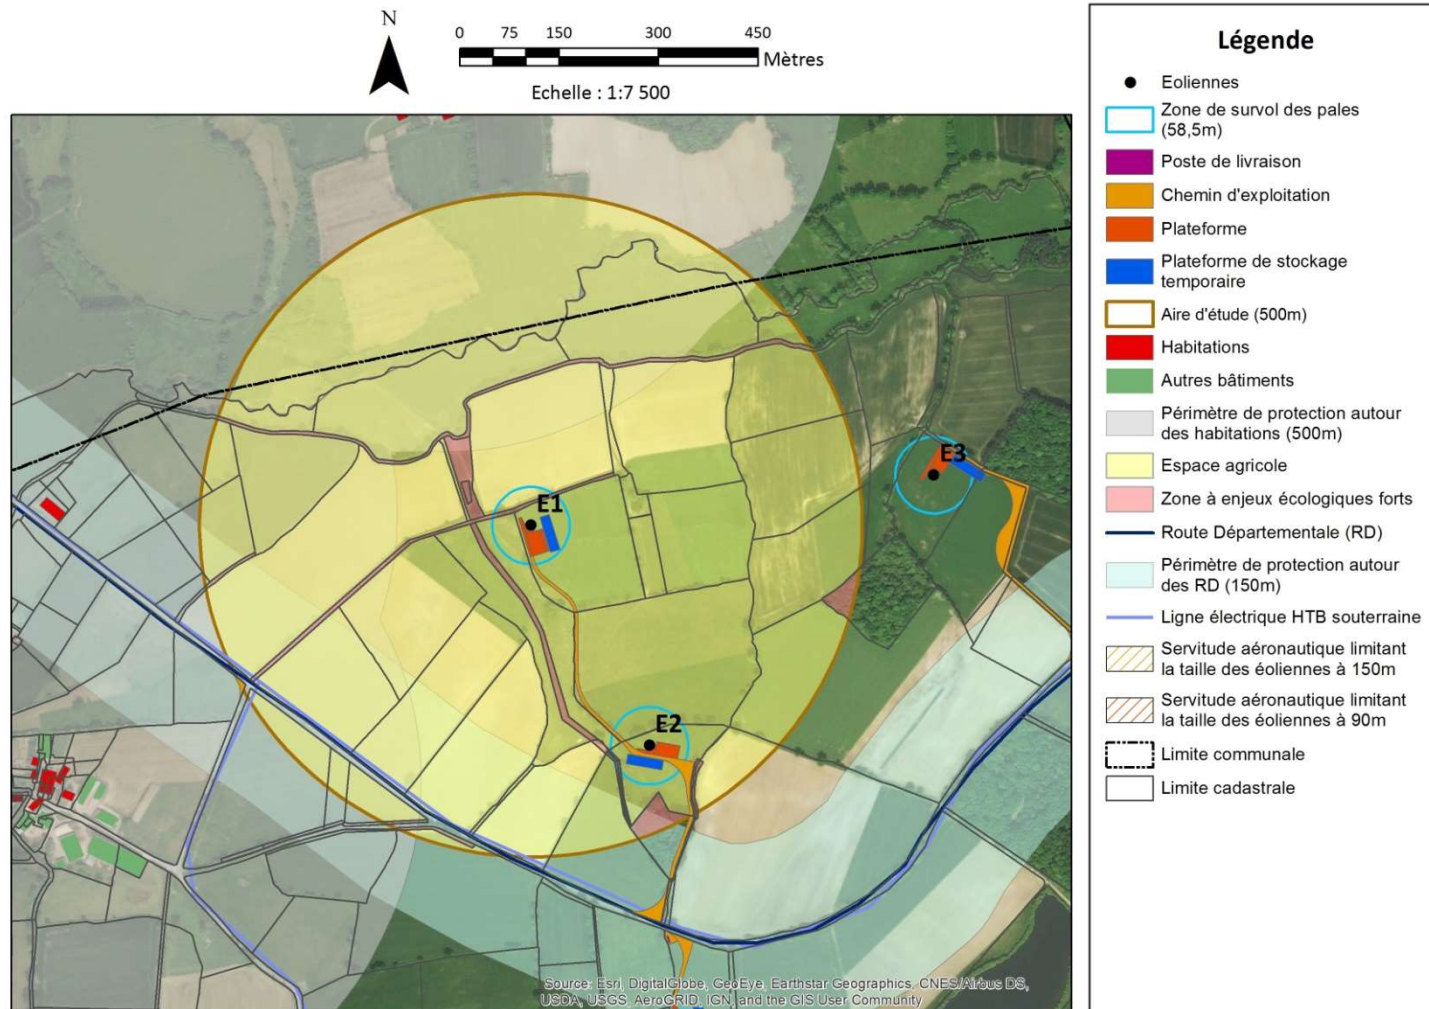 N
0 75 150 300 450
Mètres
Echelle : 1:7 500
E1
E2
E3
Source: Esri, DigitalGlobe, GeoEye, Earthstar Geographics, CNES/Airbus DS,
USDA, USGS, AeroGRID, IGN, and the GIS User Community
Légende
Eoliennes
Zone de survol des pales
(58,5m)
Poste de livraison
Chemin d'exploitation
Plateforme
Plateforme de stockage
temporaire
Aire d'étude (500m)
Habitations
Autres bâtiments
Périmètre de protection autour
des habitations (500m)
Espace agricole
Zone à enjeux écologiques forts
Route Départementale (RD)
Périmètre de protection autour
des RD (150m)
Ligne électrique HTB souterraine
Servitude aéronautique limitant
la taille des éoliennes à 150m
Servitude aéronautique limitant
la taille des éoliennes à 90m
Limite communale
Limite cadastrale